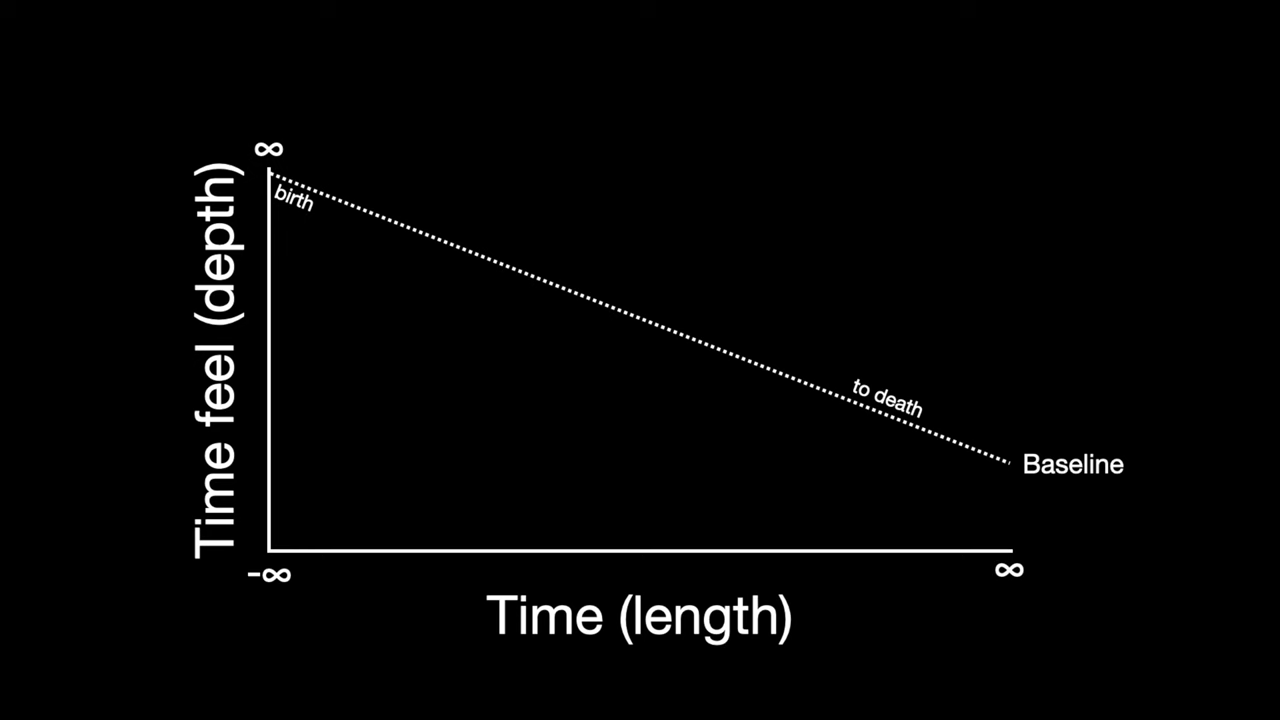 ∞
birth
Time feel (depth)
to death
Baseline
-∞
∞
Time (length)